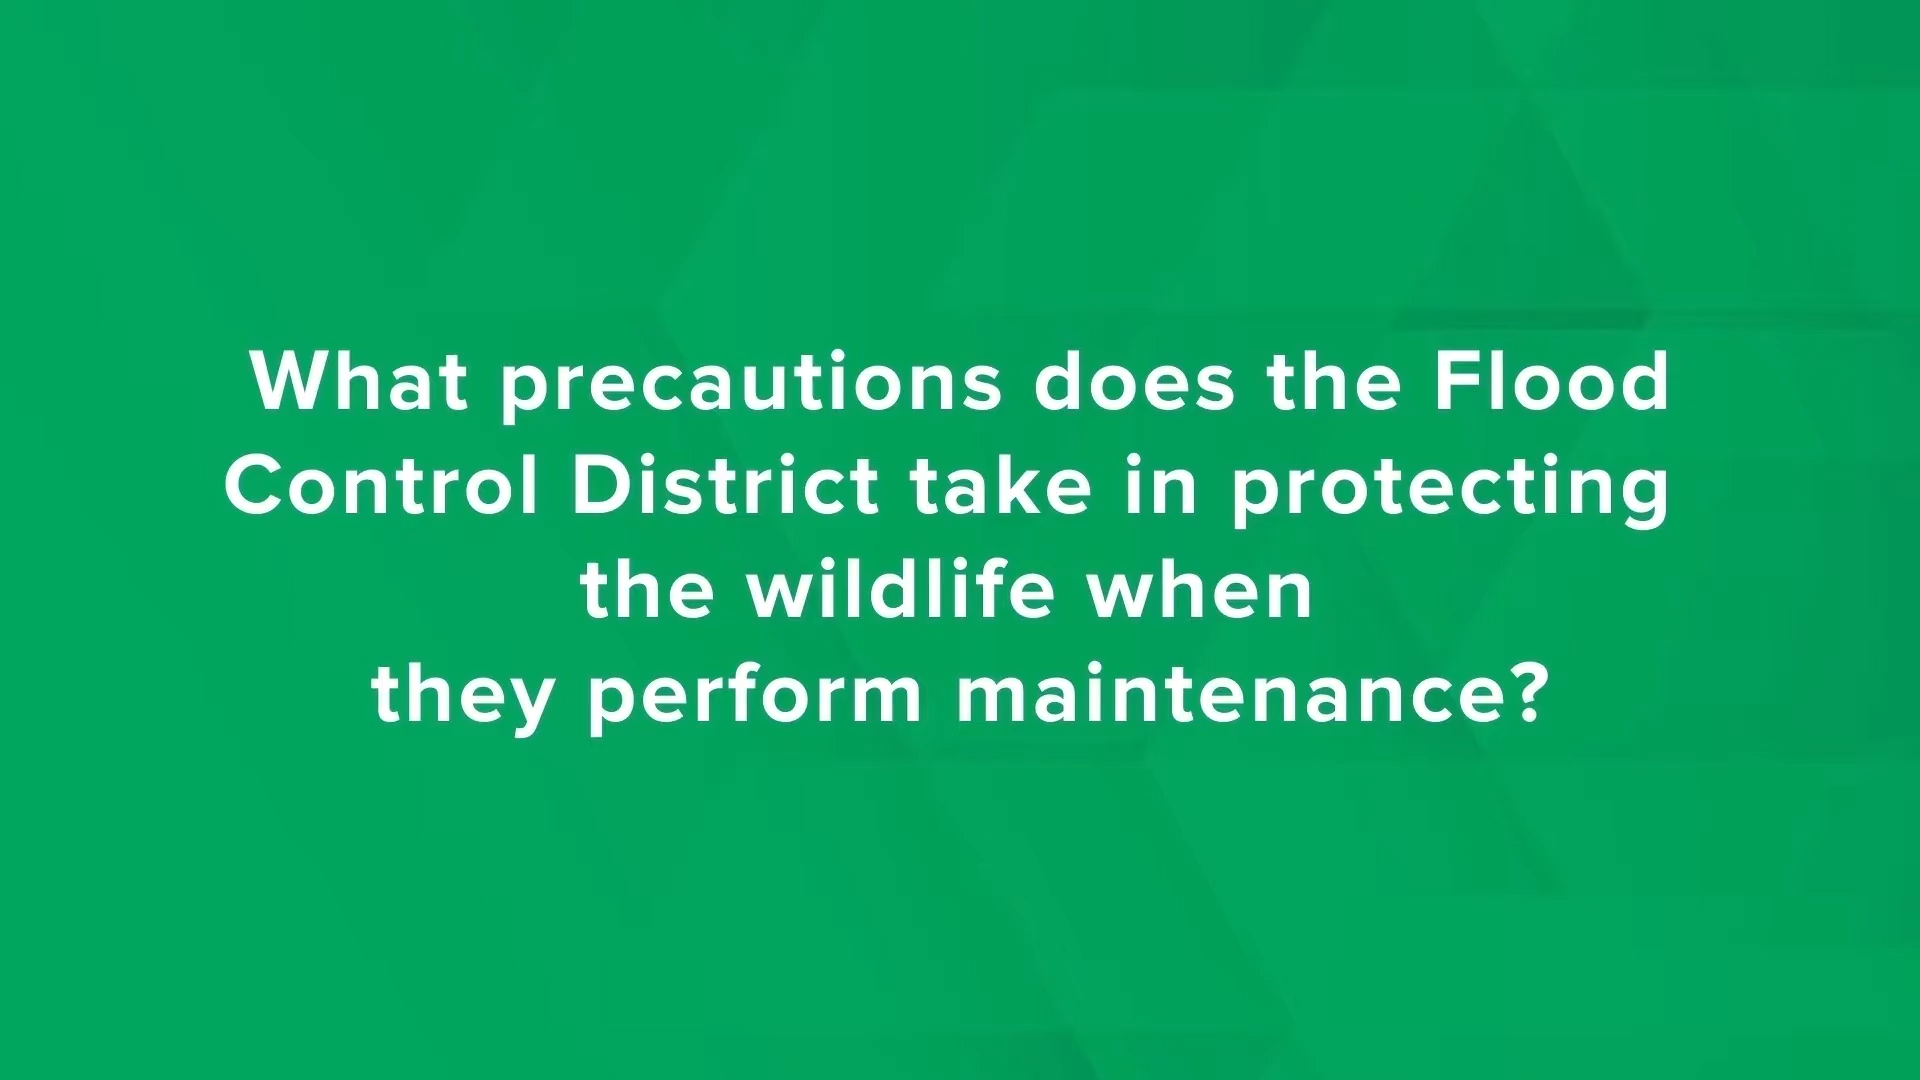 What precautions does the Flood
Control District take in protecting
the wildlife when
they perform maintenance?